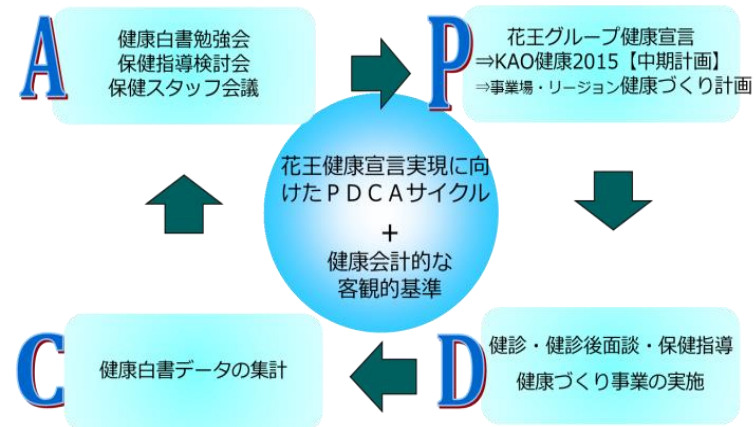 A
健康白書勉強会
保健指導検討会
保健スタッフ会議
P
花王グループ健康宣言
⇒KAO健康2015【中期計画】
⇒事業場・リージョン健康づくり計画
花王健康宣言実現に向
けたＰＤＣＡサイクル
+
健康会計的な
客観的基準
C
健康白書データの集計
D
健診・健診後面談・保健指導
健康づくり事業の実施